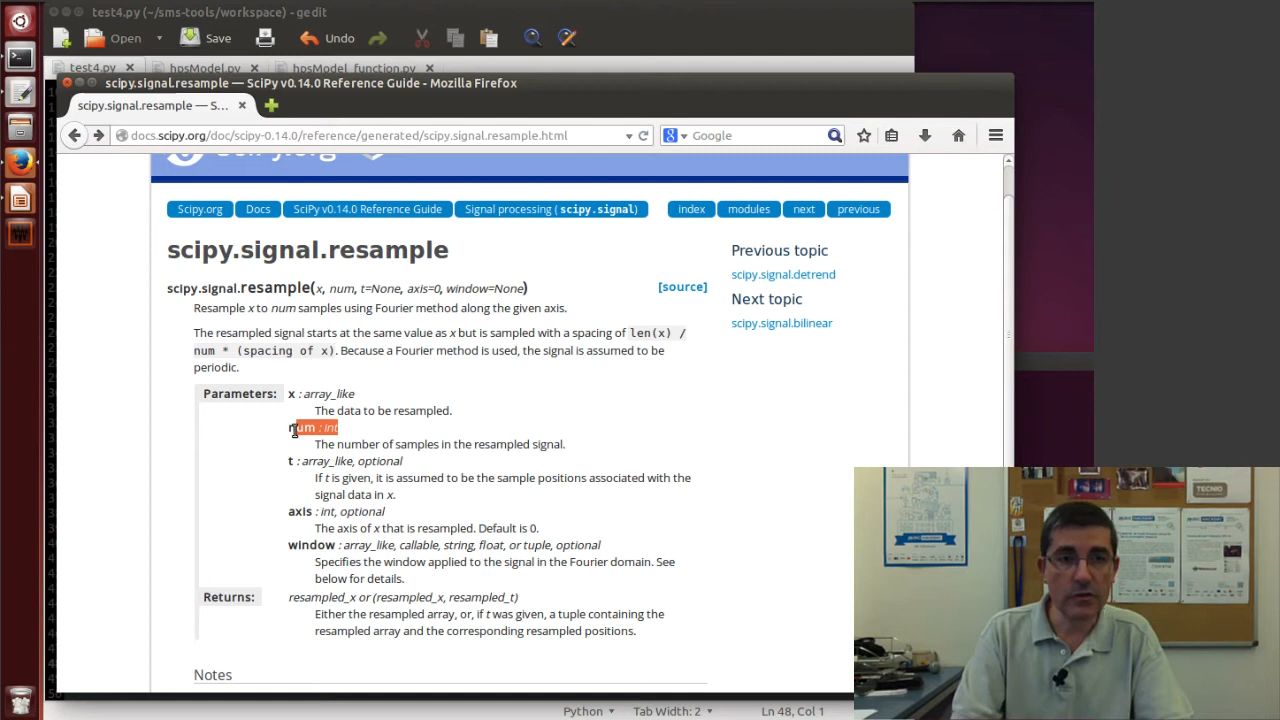 test4.py (~/sms-tools/workspace) - gedit
Open Save Undo
test4.py hpsModel.py hpsModel_function.py
scipy.signal.resample — SciPy v0.14.0 Reference Guide - Mozilla Firefox
scipy.signal.resample — S...
docs.scipy.org/doc/scipy-0.14.0/reference/generated/scipy.signal.resample.html
Google
Scipy.org Docs SciPy v0.14.0 Reference Guide Signal processing ( scipy.signal) index modules next previous
scipy.signal.resample
scipy.signal.resample(x, num, t=None, axis=0, window=None) [source]
Resample x to num samples using Fourier method along the given axis.
The resampled signal starts at the same value as x but is sampled with a spacing of len(x) /
num * (spacing of x). Because a Fourier method is used, the signal is assumed to be
periodic.
Parameters: x : array_like
The data to be resampled.
num : int
The number of samples in the resampled signal.
t : array_like, optional
If t is given, it is assumed to be the sample positions associated with the
signal data in x.
axis : int, optional
The axis of x that is resampled. Default is 0.
window : array_like, callable, string, float, or tuple, optional
Specifies the window applied to the signal in the Fourier domain. See
below for details.
Returns: resampled_x or (resampled_x, resampled_t)
Either the resampled array, or, if t was given, a tuple containing the
resampled array and the corresponding resampled positions.
Notes
Previous topic
scipy.signal.detrend
Next topic
scipy.signal.bilinear
TECNIO
Python Tab Width: 2 Ln 48, Col 1